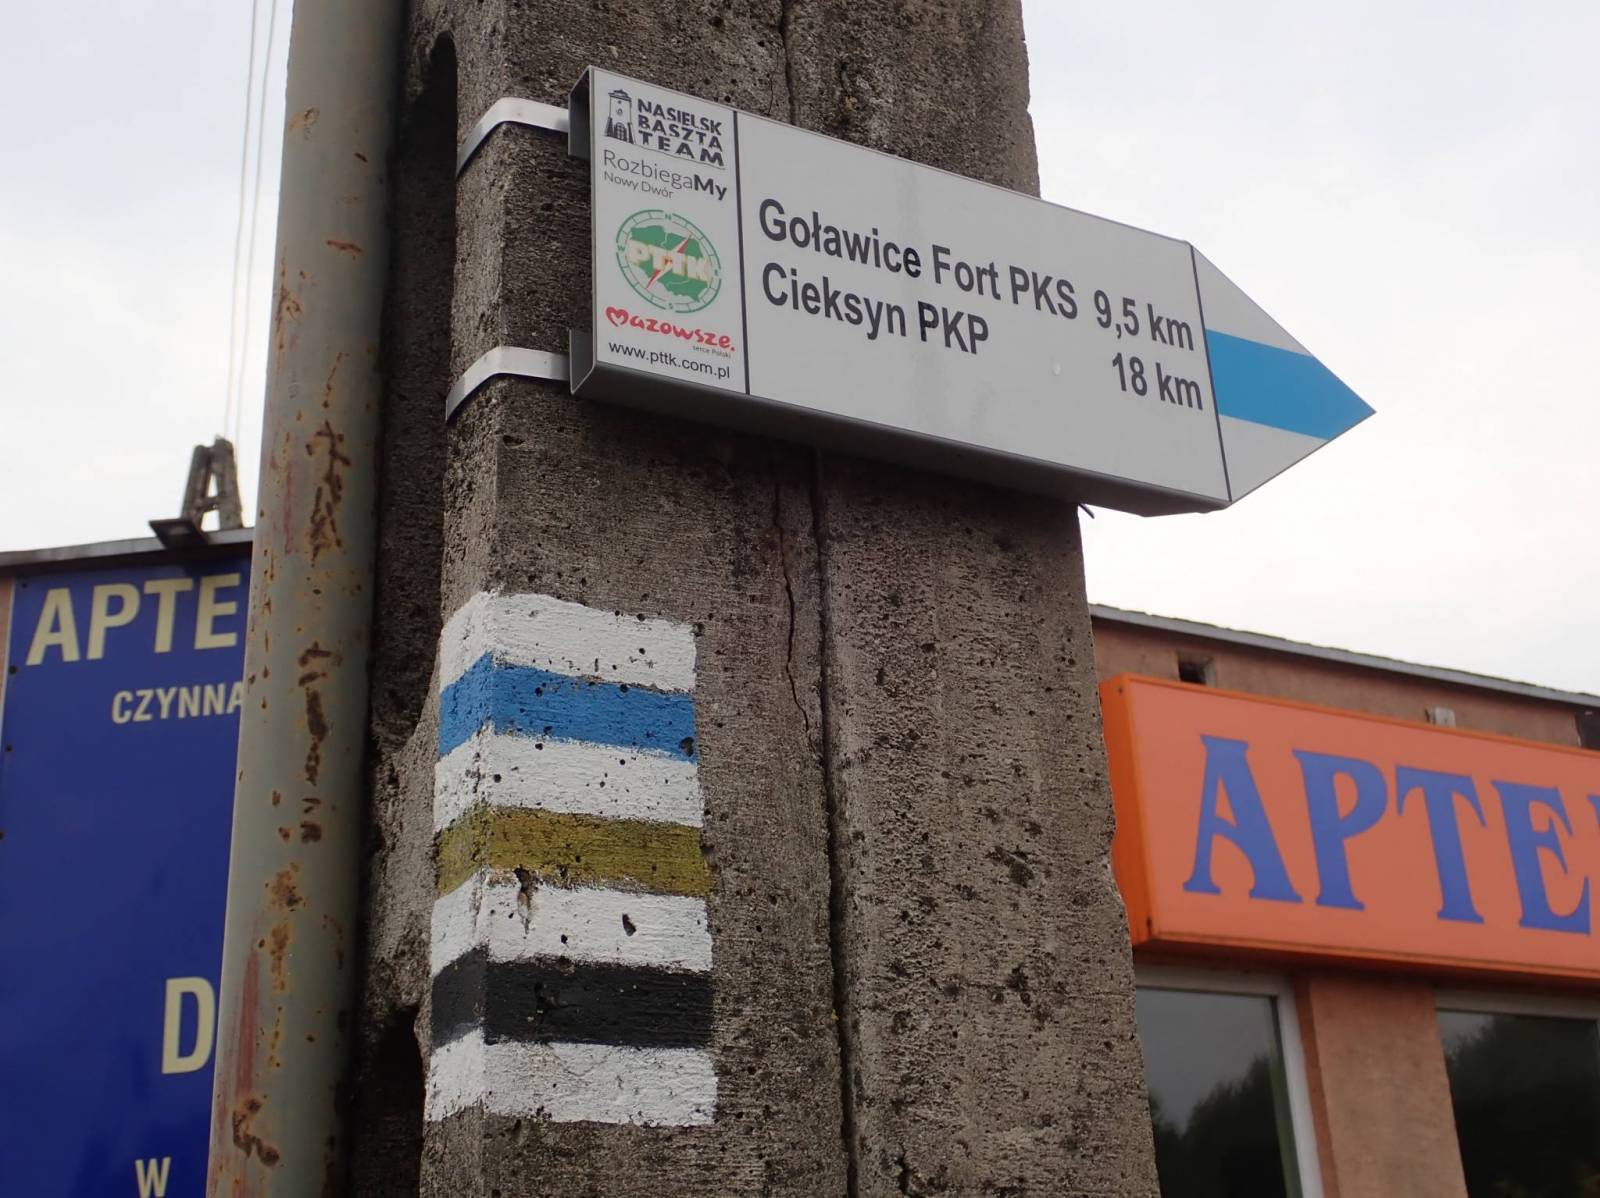 NASIELSK
BASZTA
TEAM
RozbiegaMy
Nowy Dwór
N
S
PTTK
Mazowsze.
serce Polski
www.pttk.com.pl
Goławice Fort PKS 9,5 km
Cieksyn PKP 18 km
APTE
CZYNNA
D
W
APTE